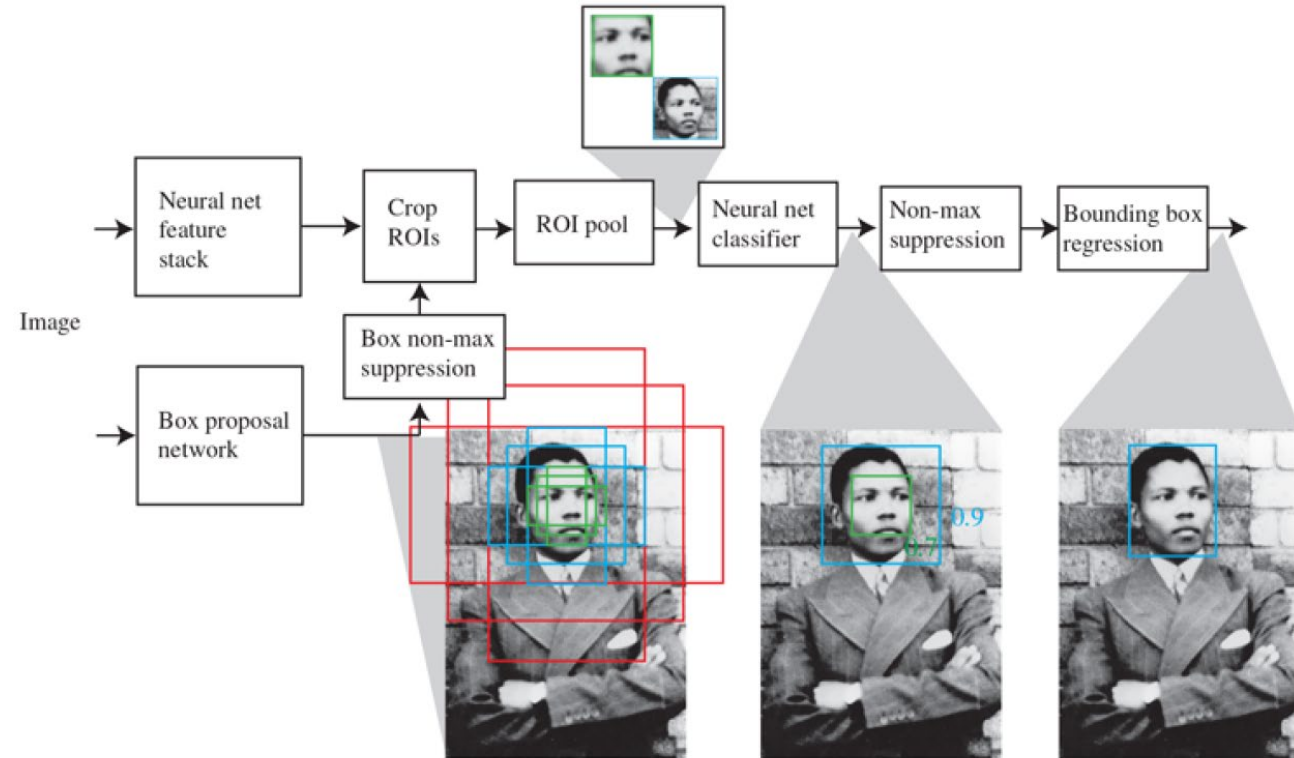 Neural net
feature
stack
Crop
ROIs
ROI pool
Neural net
classifier
Non-max
suppression
Bounding box
regression
Image
Box non-max
suppression
Box proposal
network
0.9
0.7